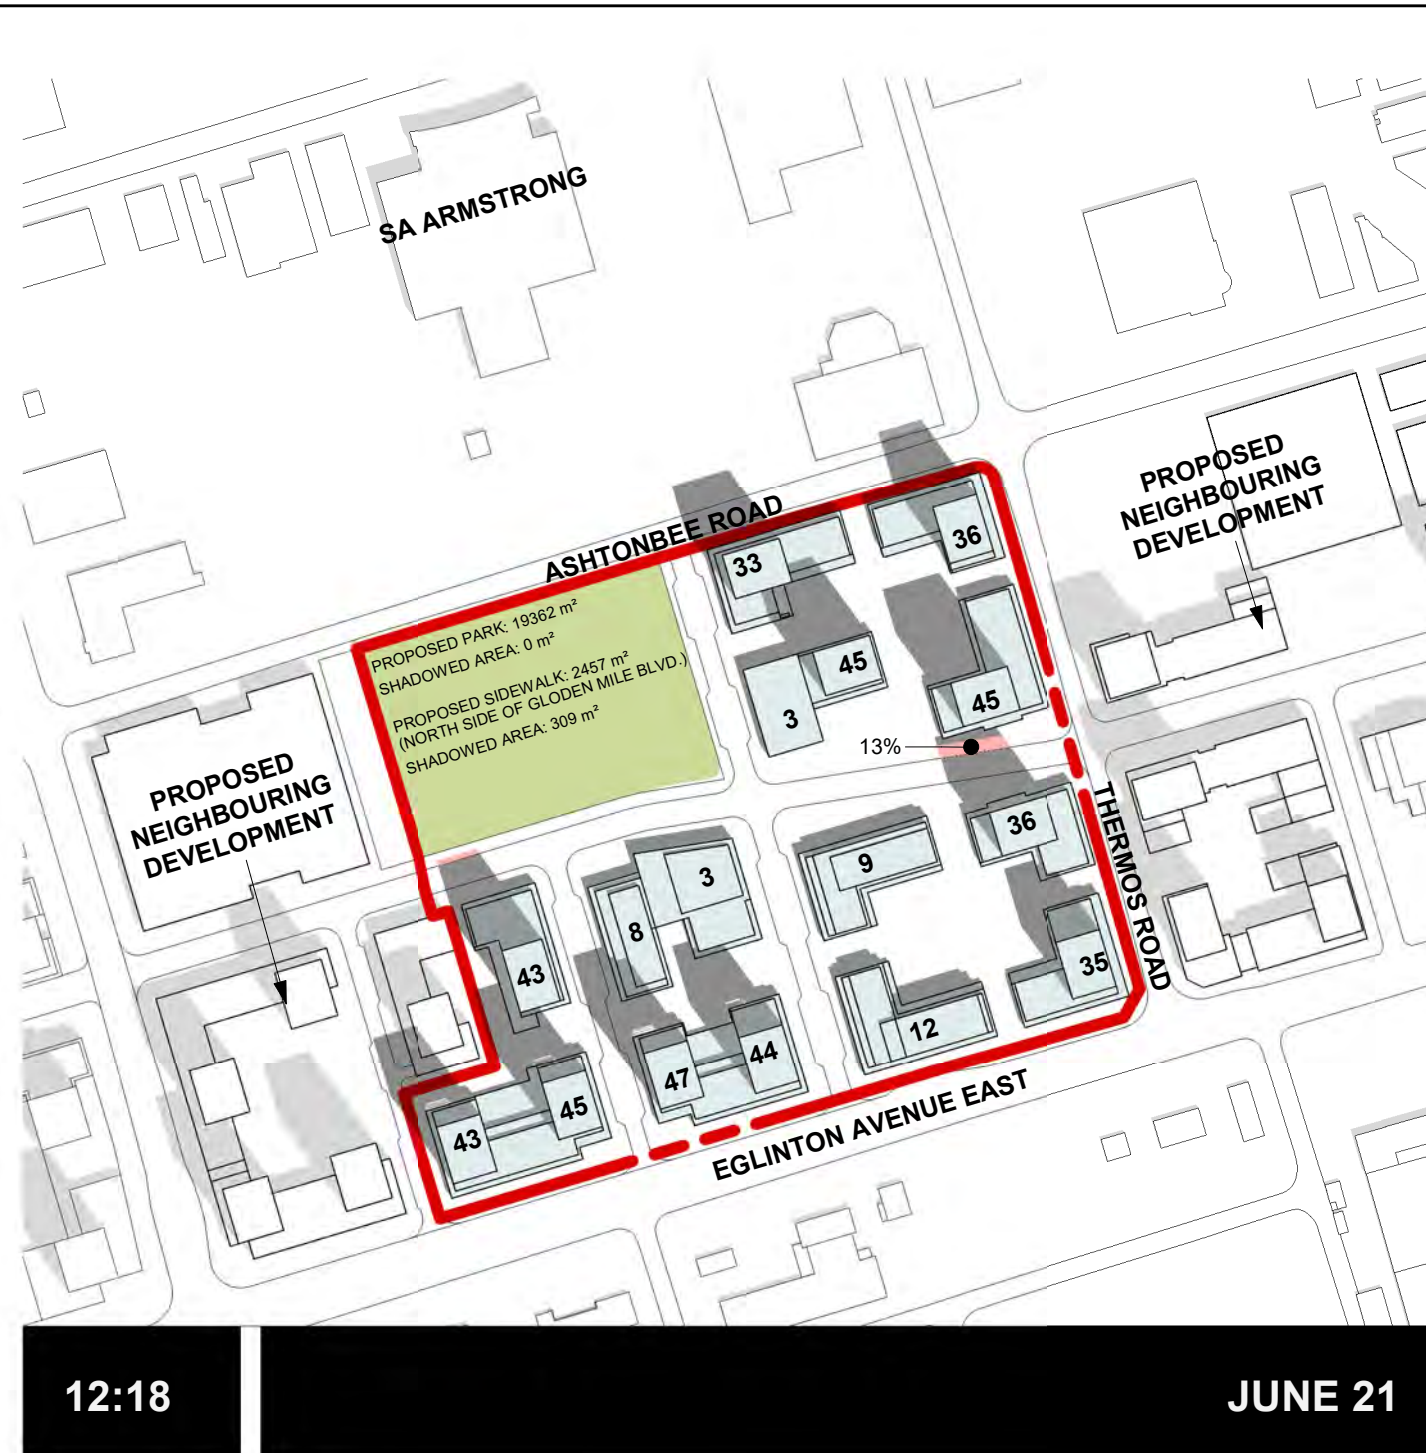 SA ARMSTRONG
PROPOSED
NEIGHBOURING
DEVELOPMENT
ASHTONBEE ROAD
36
33
PROPOSED PARK: 19362 m²
SHADOWED AREA: 0 m²
PROPOSED SIDEWALK: 2457 m²
(NORTH SIDE OF GLODEN MILE BLVD.)
SHADOWED AREA: 309 m²
45
3
45
13%
PROPOSED
NEIGHBOURING
DEVELOPMENT
THERMOS ROAD
36
9
3
8
43
35
12
44
47
45
43
EGLINTON AVENUE EAST
12:18
JUNE 21